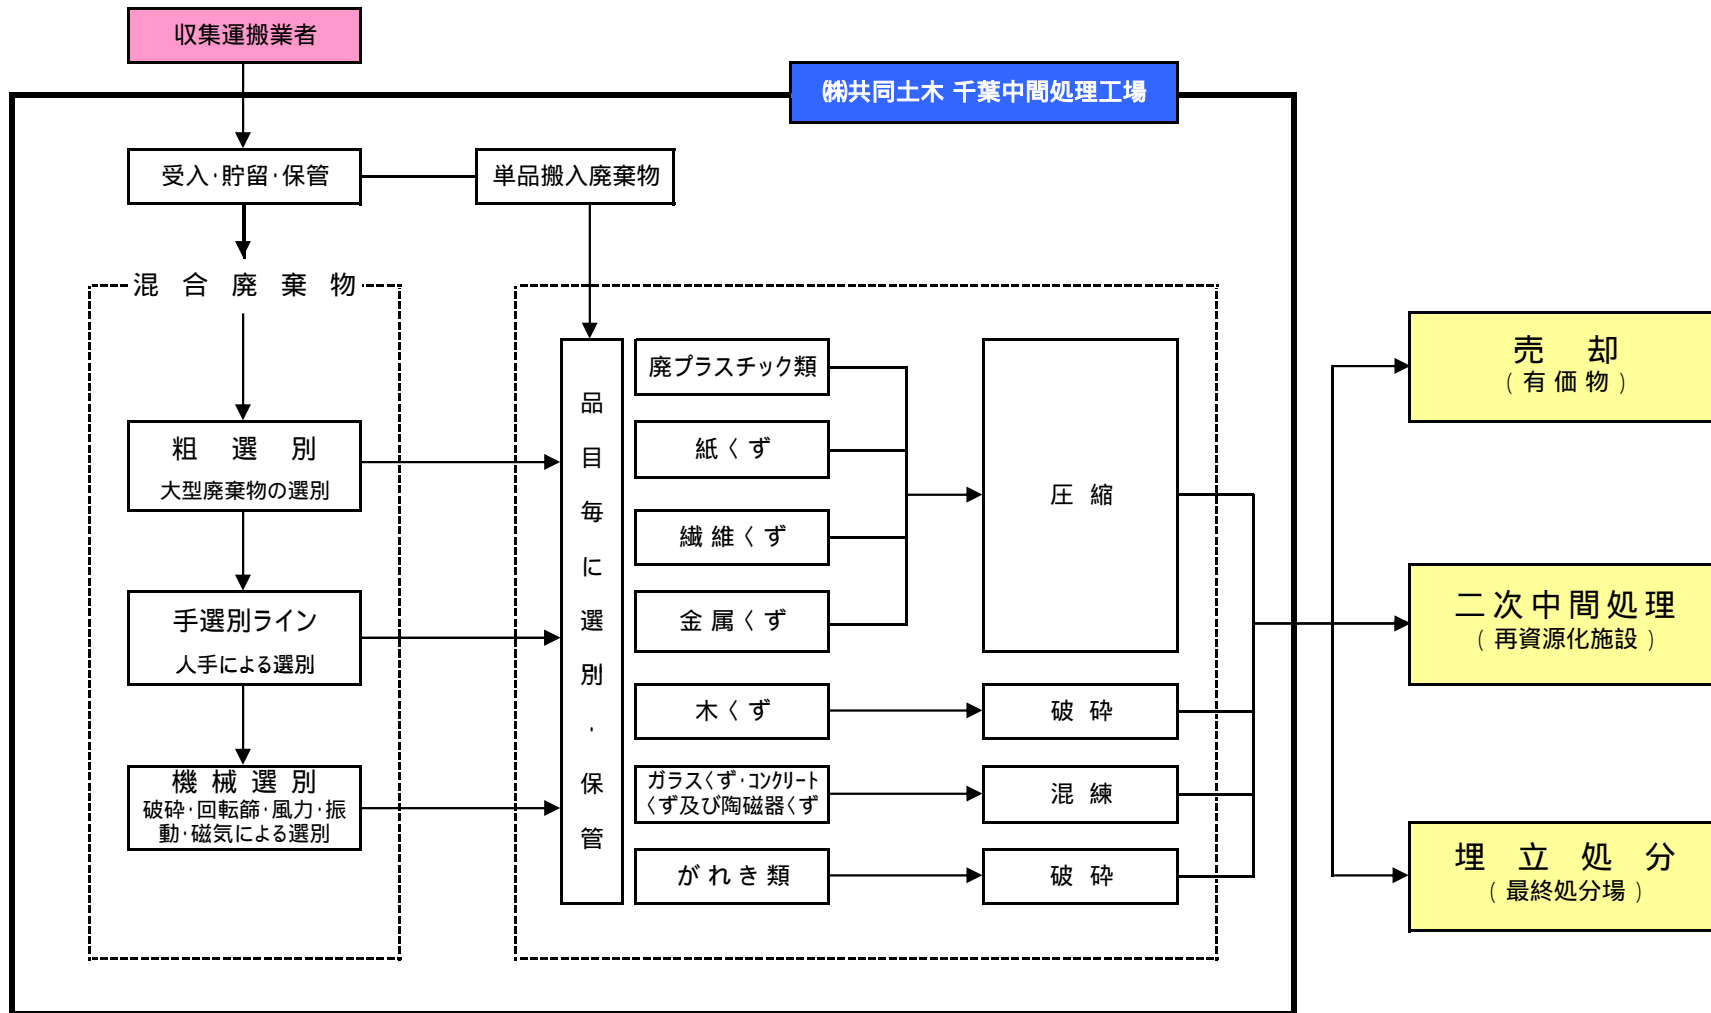 収集運搬業者
㈱共同土木 千葉中間処理工場
受入・貯留・保管
単品搬入廃棄物
混合廃棄物
粗選別
大型廃棄物の選別
手選別ライン
人手による選別
機械選別
破砕・回転篩・風力・振
動・磁気による選別
品目毎に選別・保管
廃プラスチック類
紙くず
繊維くず
金属くず
木くず
ガラスくず・コンクリート
くず及び陶磁器くず
がれき類
圧縮
破砕
混練
破砕
売却
(有価物)
二次中間処理
(再資源化施設)
埋立処分
(最終処分場)